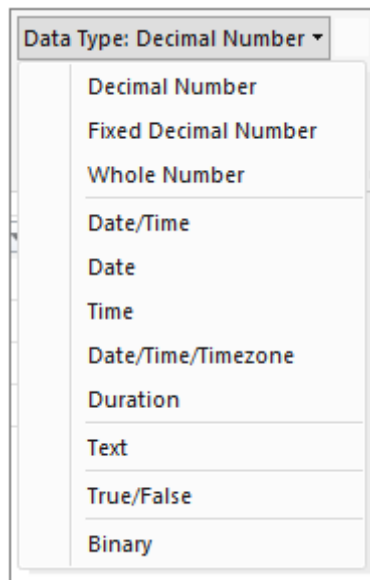 Data Type: Decimal Number
Decimal Number
Fixed Decimal Number
Whole Number
Date/Time
Date
Time
Date/Time/Timezone
Duration
Text
True/False
Binary